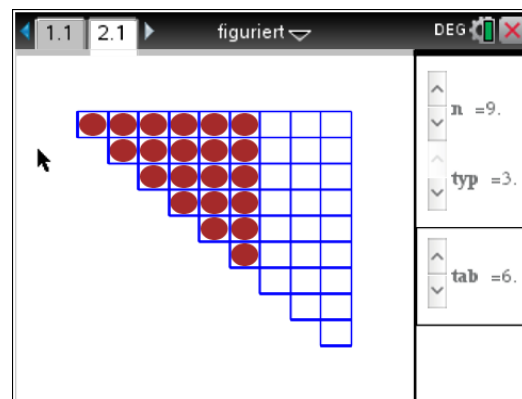 1.1 2.1 figuriert DEG
n =9.
typ =3.
tab =6.